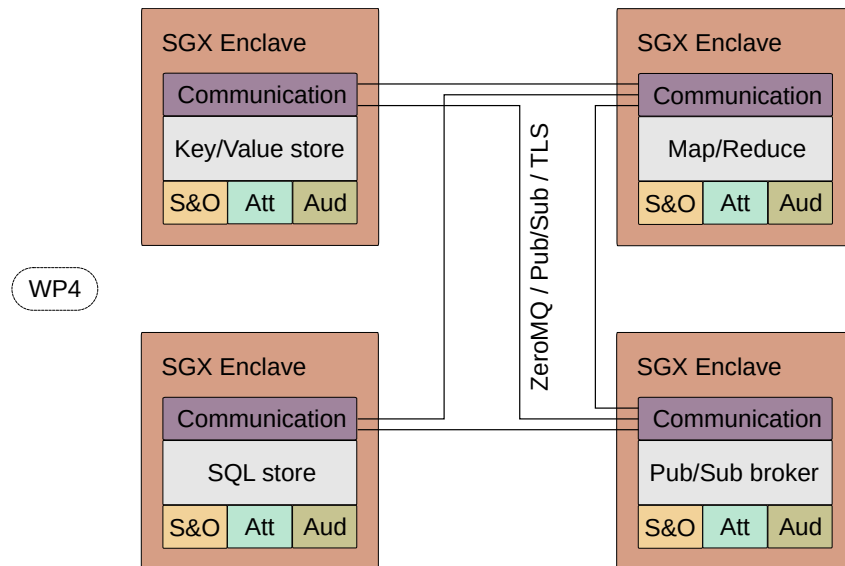 SGX Enclave
Communication
Key/Value store
S&O Att Aud
SGX Enclave
Communication
Map/Reduce
S&O Att Aud
ZeroMQ / Pub/Sub / TLS
WP4
SGX Enclave
Communication
SQL store
S&O Att Aud
SGX Enclave
Communication
Pub/Sub broker
S&O Att Aud